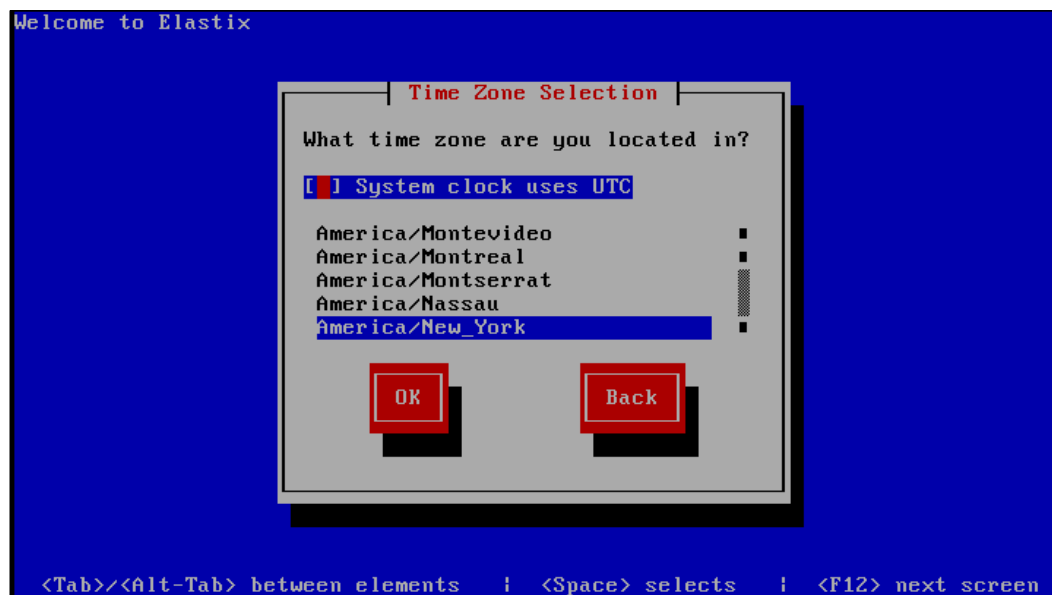 Welcome to Elastix
Time Zone Selection
What time zone are you located in?
[ ] System clock uses UTC
America/Montevideo
America/Montreal
America/Montserrat
America/Nassau
America/New_York
OK Back
<Tab>/<Alt-Tab> between elements | <Space> selects | <F12> next screen